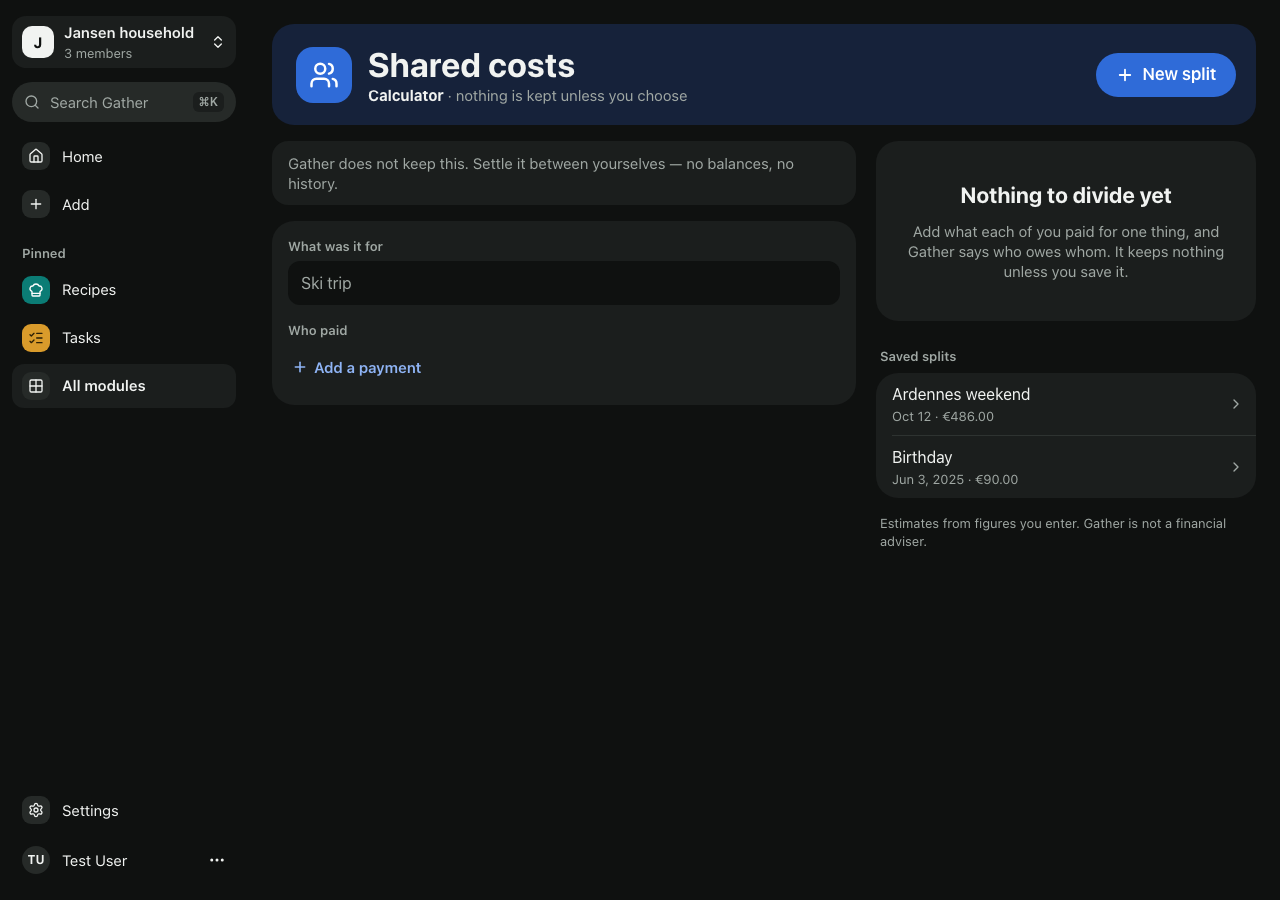 J
Jansen household
3 members
Search Gather
⌘K
Home
Add
Pinned
Recipes
Tasks
All modules
Settings
TU
Test User
Shared costs
Calculator · nothing is kept unless you choose
New split
Gather does not keep this. Settle it between yourselves — no balances, no
history.
What was it for
Ski trip
Who paid
Add a payment
Nothing to divide yet
Add what each of you paid for one thing, and
Gather says who owes whom. It keeps nothing
unless you save it.
Saved splits
Ardennes weekend
Oct 12 · €486.00
Birthday
Jun 3, 2025 · €90.00
Estimates from figures you enter. Gather is not a financial
adviser.